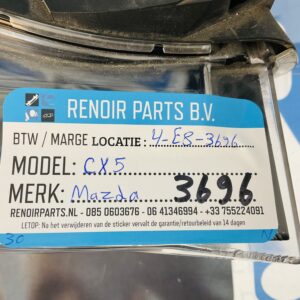 RENOIR PARTS B.V.
BTW / MARGE LOCATIE : 4-EB-3696
MODEL: CX5
MERK: Mazda 3696
RENOIRPARTS.NL - 085 0603676 - 06 41346994 - +33 755224091
LETOP: Na het verwijderen van de sticker vervalt de garantie/retourbeleid van 14 dagen
30